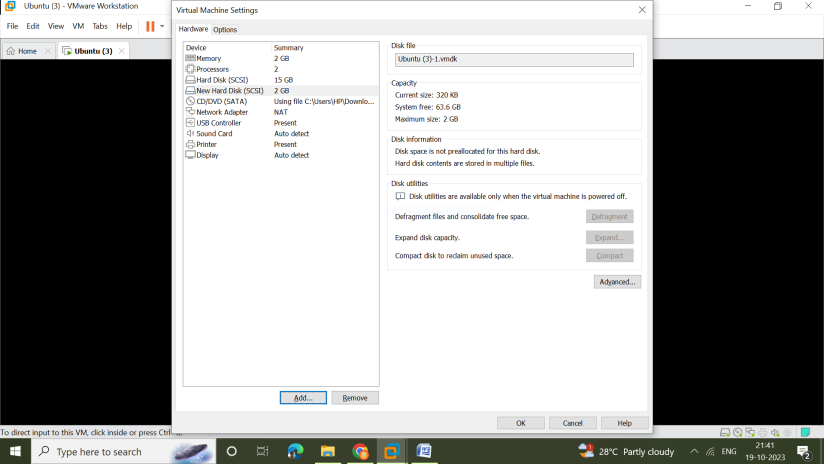 Ubuntu (3) - VMware Workstation
File Edit View VM Tabs Help
Home
Ubuntu (3)
Virtual Machine Settings
Hardware Options
Device Summary
Memory 2 GB
Processors 2
Hard Disk (SCSI) 15 GB
New Hard Disk (SCSI) 2 GB
CD/DVD (SATA) Using file C:\Users\HP\Downlo...
Network Adapter NAT
USB Controller Present
Sound Card Auto detect
Printer Present
Display Auto detect
Add... Remove
Disk file
Ubuntu (3)-1.vmdk
Capacity
Current size: 320 KB
System free: 63.6 GB
Maximum size: 2 GB
Disk information
Disk space is not preallocated for this hard disk.
Hard disk contents are stored in multiple files.
Disk utilities
Disk utilities are available only when the virtual machine is powered off.
Defragment files and consolidate free space. Defragment
Expand disk capacity. Expand...
Compact disk to reclaim unused space. Compact
Advanced...
OK Cancel Help
To direct input to this VM, click inside or press Ctrl+G.
Type here to search
28°C Partly cloudy
ENG
21:41
19-10-2023
2